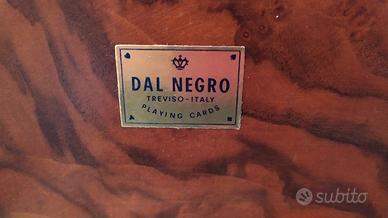 DAL NEGRO
TREVISO-ITALY
PLAYING CARDS
subito